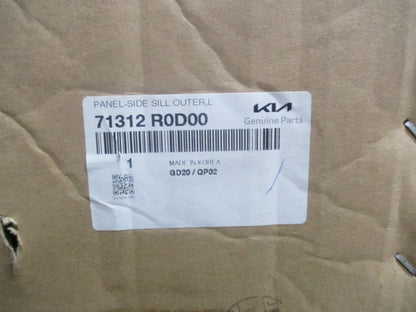 PANEL-SIDE SILL OUTER,L
KIA
71312 R0D00
Genuine Parts
1
MADE IN KOREA
GD20 / QP02